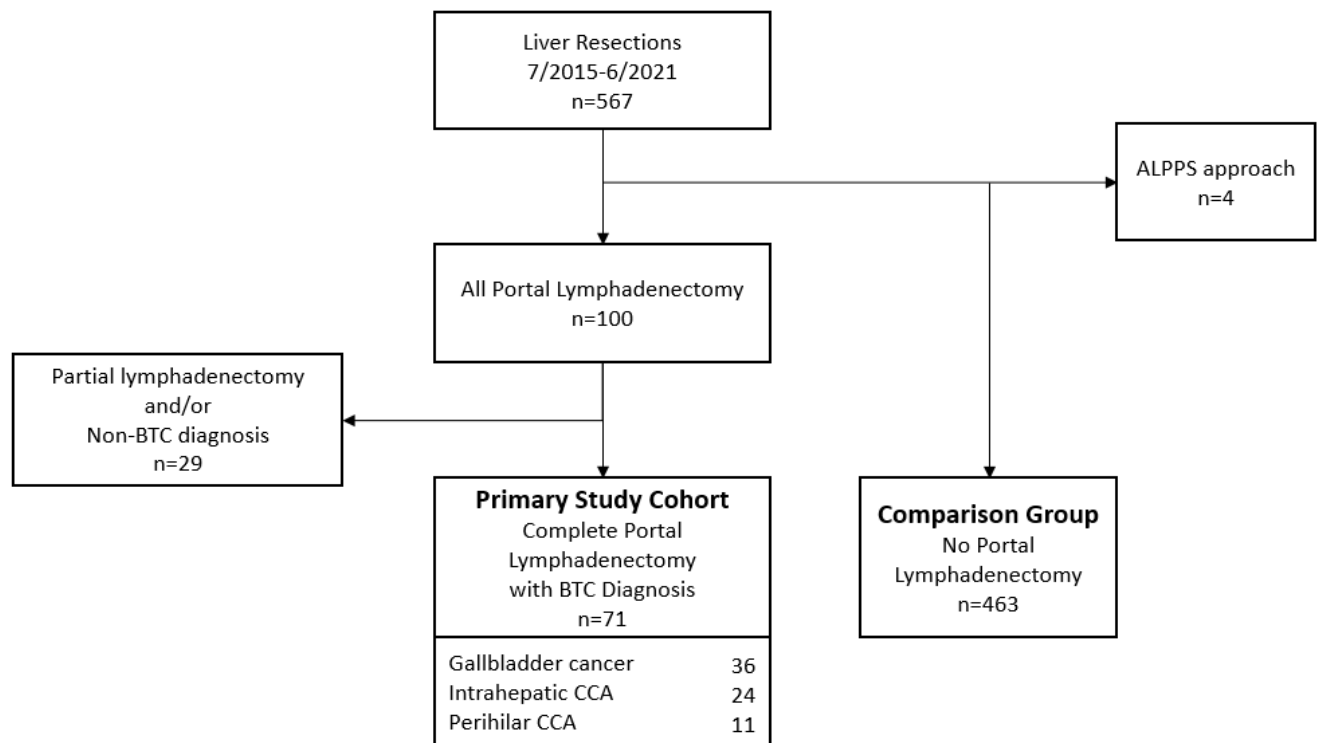 Liver Resections
7/2015-6/2021
n=567
ALPPS approach
n=4
All Portal Lymphadenectomy
n=100
Partial lymphadenectomy
and/or
Non-BTC diagnosis
n=29
Primary Study Cohort
Complete Portal
Lymphadenectomy
with BTC Diagnosis
n=71
Gallbladder cancer 36
Intrahepatic CCA 24
Perihilar CCA 11
Comparison Group
No Portal
Lymphadenectomy
n=463